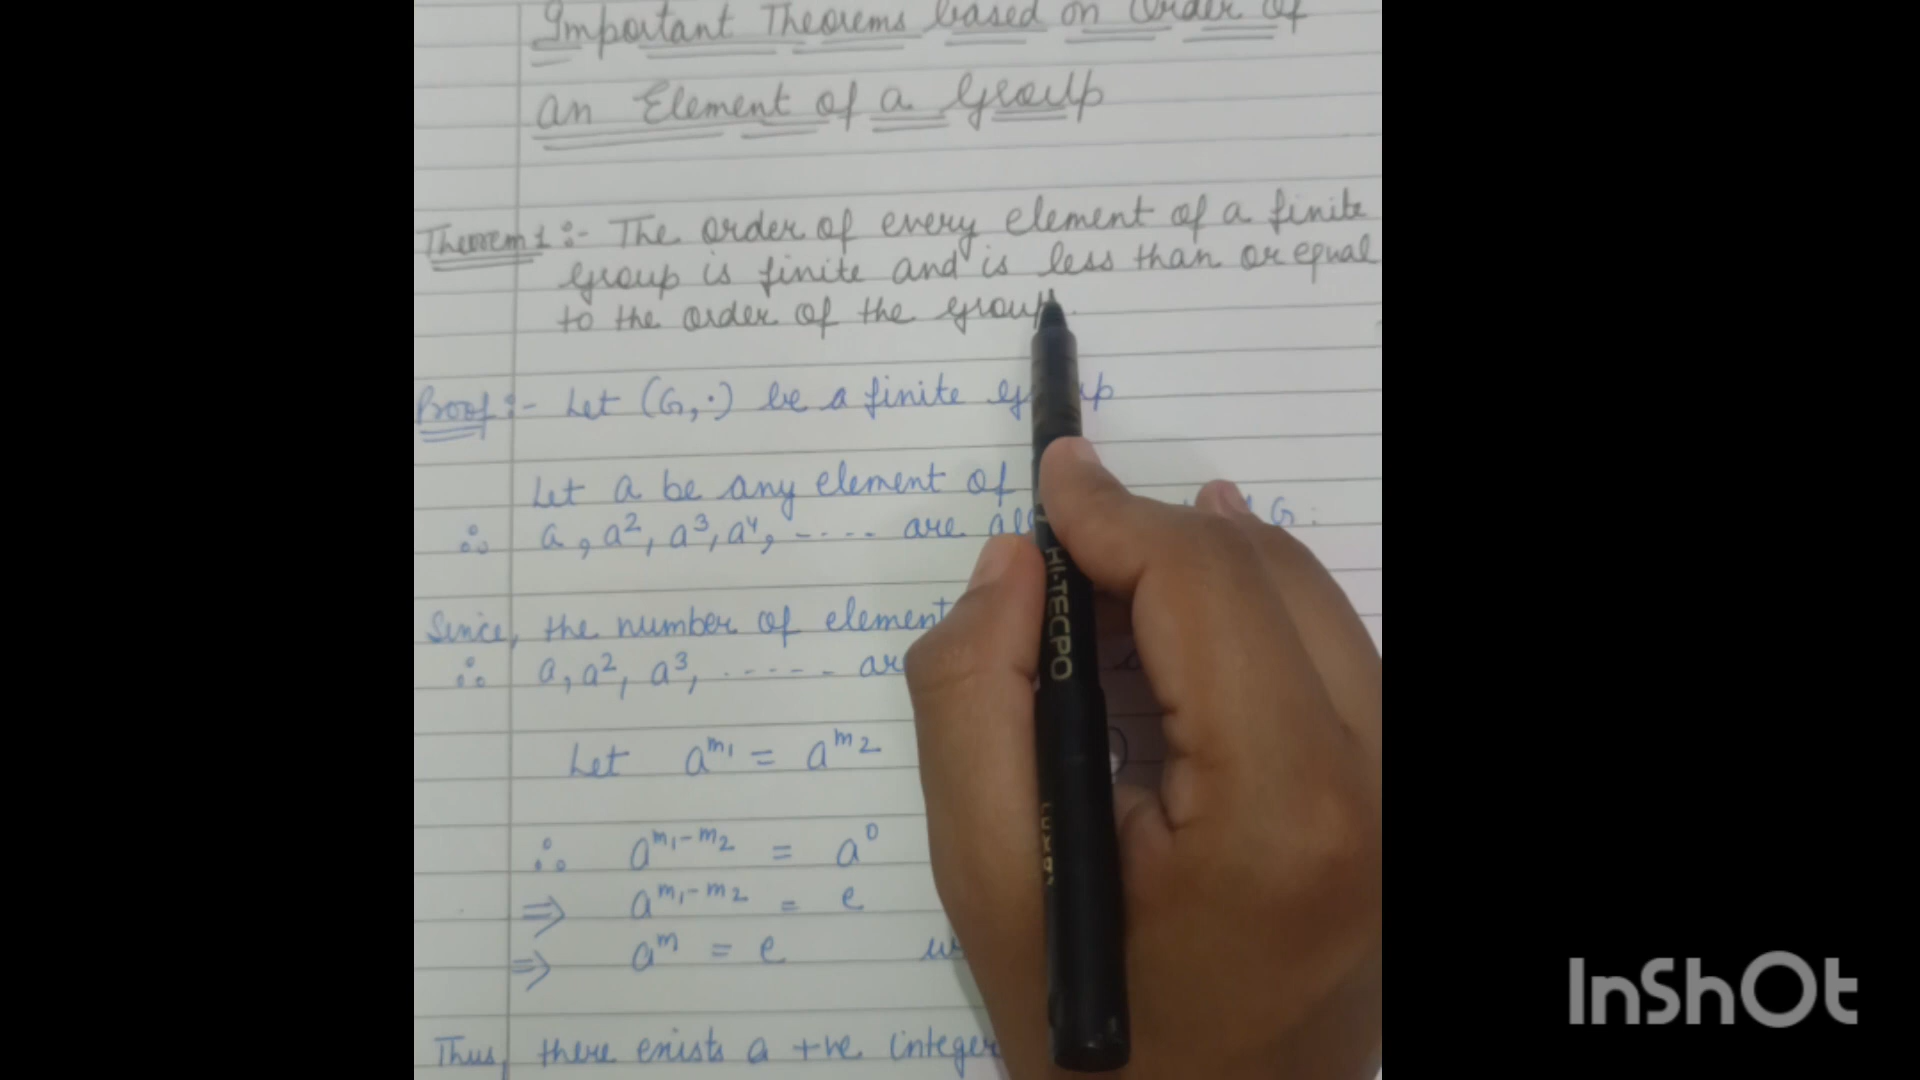 Important Theorems based on Order of
an Element of a Group
Theorem 1:- The order of every element of a finite
group is finite and is less than or equal
to the order of the group
Proof:- Let (G, ·) be a finite
Let a be any element of
∴ a, a², a³, a⁴, ..... are all G.
Since, the number of element
∴ a, a², a³, ......
Let a^m₁ = a^m₂
∴ a^m₁-m₂ = a⁰
⇒ a^m₁-m₂ = e
⇒ a^m = e
Thus, there exists a +ve integer
HI-TECPO
LUXOR
InShOt